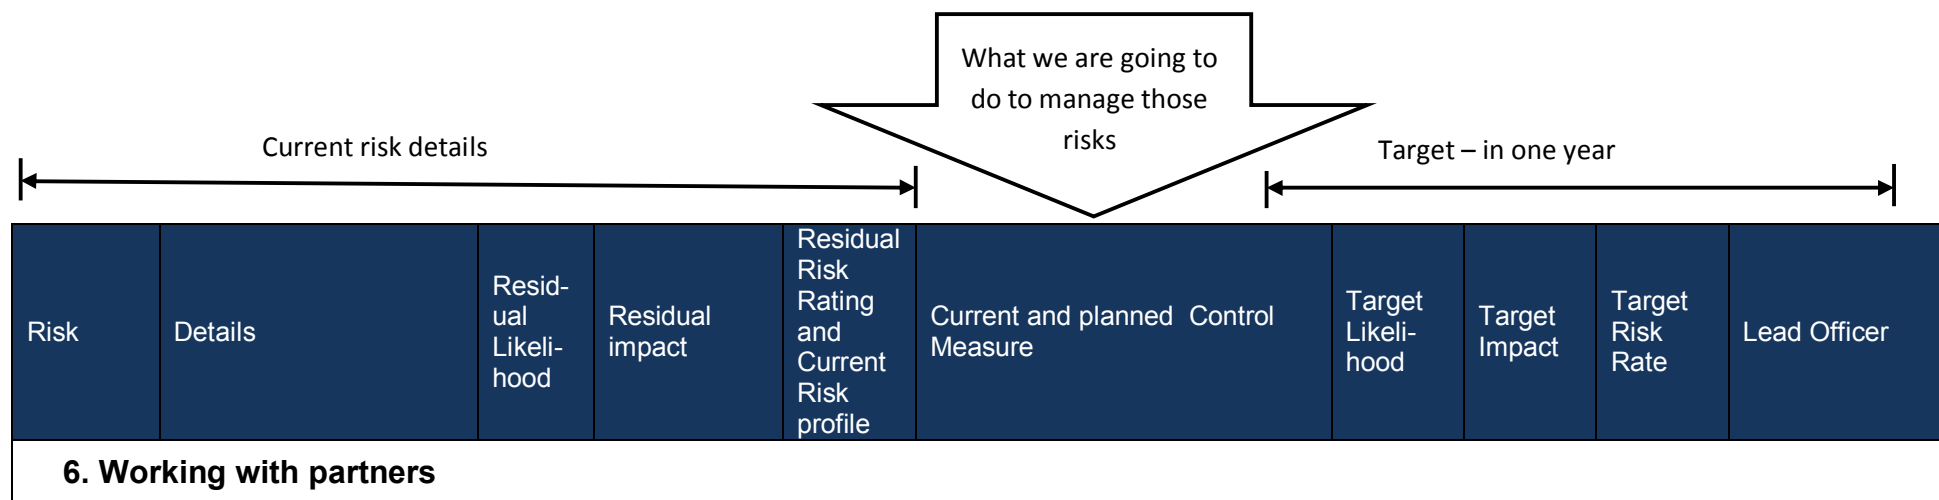 What we are going to
do to manage those
risks
Current risk details
Target – in one year
Risk
Details
Resid-
ual
Likeli-
hood
Residual
impact
Residual
Risk
Rating
and
Current
Risk
profile
Current and planned Control
Measure
Target
Likeli-
hood
Target
Impact
Target
Risk
Rate
Lead Officer
6. Working with partners